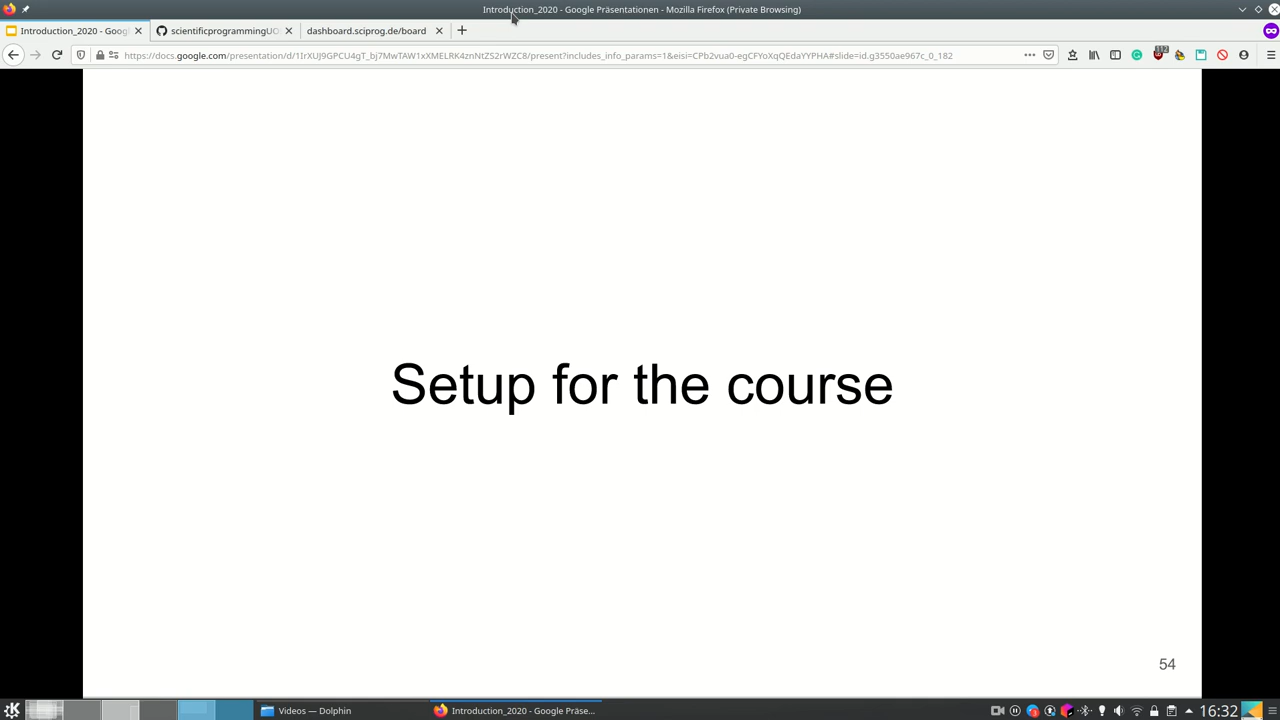 Introduction_2020 - Google Präsentationen - Mozilla Firefox (Private Browsing)
Introduction_2020 - Goog
scientificprogrammingUO
dashboard.sciprog.de/board
https://docs.google.com/presentation/d/1IrXUJ9GPCU4gT_bj7MwTAW1xXMELRK4znNtZS2rWZC8/present?includes_info_params=1&eisi=CPb2vua0-egCFYoXqQEdaYYPHA#slide=id.g3550ae967c_0_182
Setup for the course
54
Videos — Dolphin
Introduction_2020 - Google Präse...
16:32